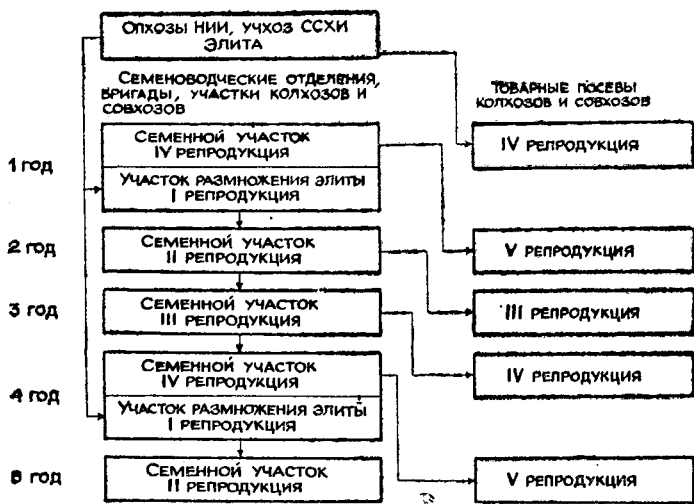 Опхозы НИИ, учхоз ССХИ
элита
Семеноводческие отделения,
бригады, участки колхозов и
совхозов
Товарные посевы
колхозов и совхозов
1 год
Семенной участок
IV репродукция
Участок размножения элиты
I репродукция
IV репродукция
2 год
Семенной участок
II репродукция
V репродукция
3 год
Семенной участок
III репродукция
III репродукция
4 год
Семенной участок
IV репродукция
Участок размножения элиты
I репродукция
IV репродукция
5 год
Семенной участок
II репродукция
V репродукция